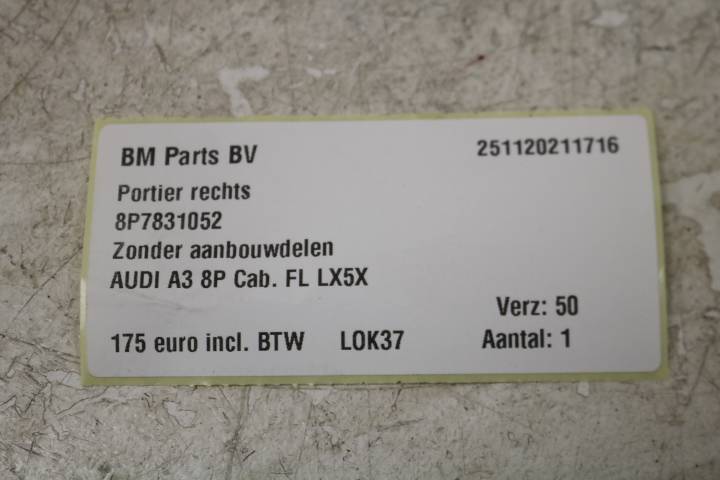 BM Parts BV 251120211716
Portier rechts
8P7831052
Zonder aanbouwdelen
AUDI A3 8P Cab. FL LX5X
Verz: 50
175 euro incl. BTW LOK37 Aantal: 1